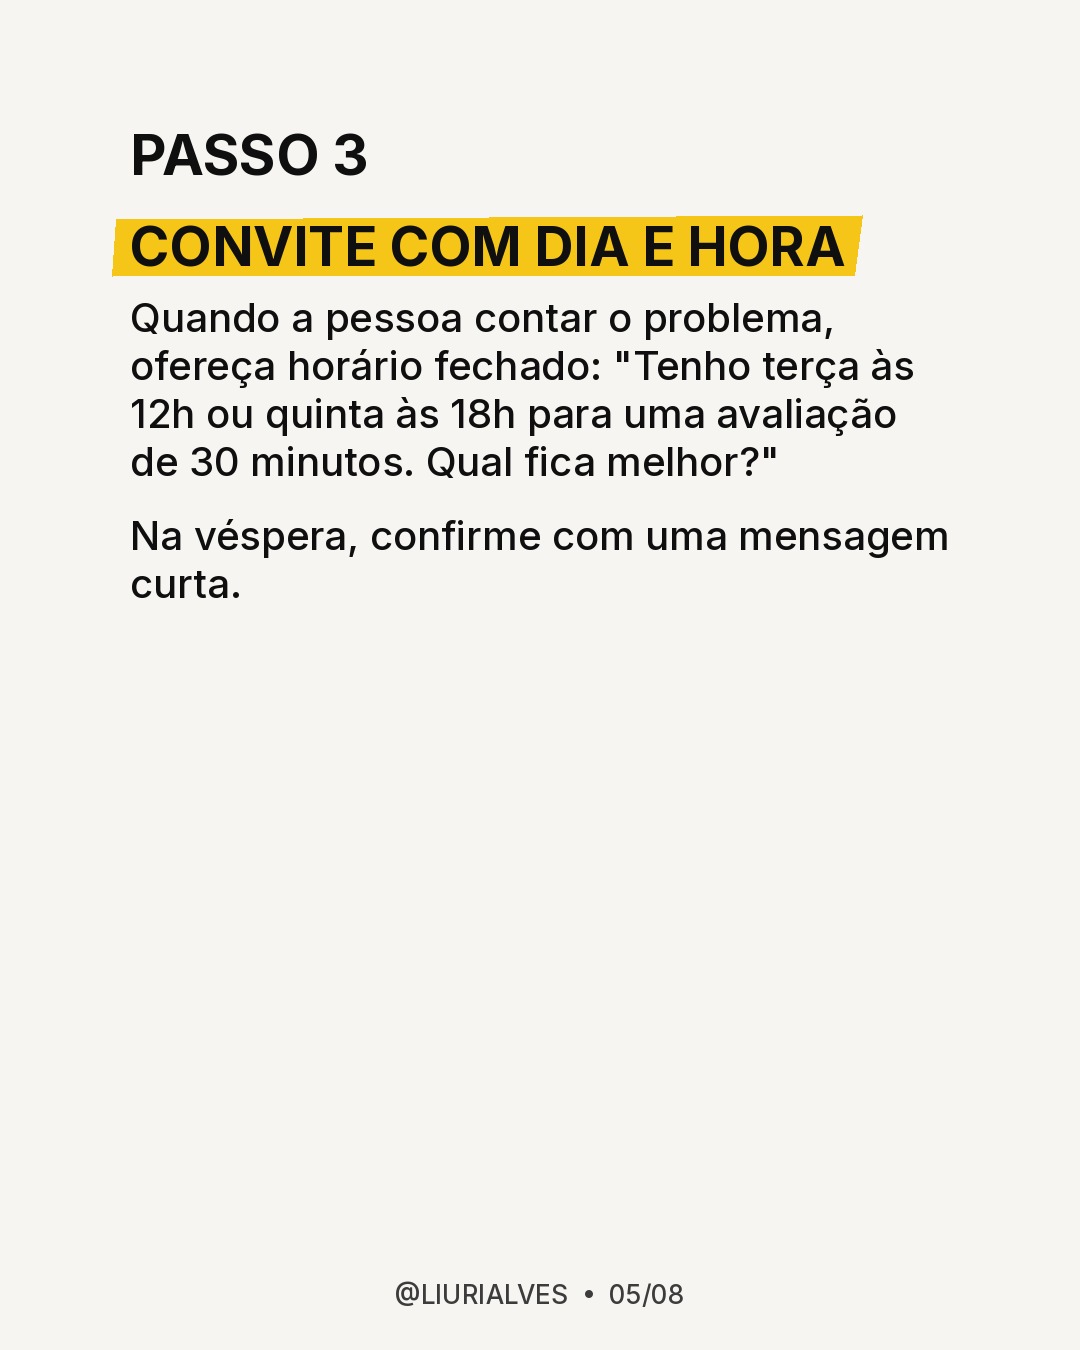 PASSO 3
CONVITE COM DIA E HORA
Quando a pessoa contar o problema,
ofereça horário fechado: "Tenho terça às
12h ou quinta às 18h para uma avaliação
de 30 minutos. Qual fica melhor?"
Na véspera, confirme com uma mensagem
curta.
@LIURIALVES • 05/08